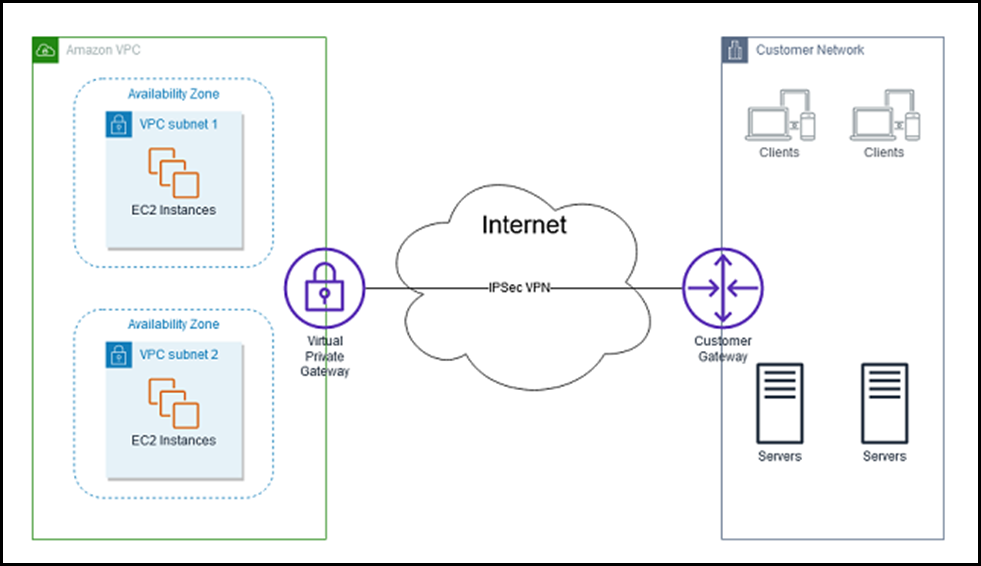 Amazon VPC
Availability Zone
VPC subnet 1
EC2 Instances
Availability Zone
VPC subnet 2
EC2 Instances
Virtual
Private
Gateway
Internet
IPSec VPN
Customer Network
Clients
Clients
Customer
Gateway
Servers
Servers